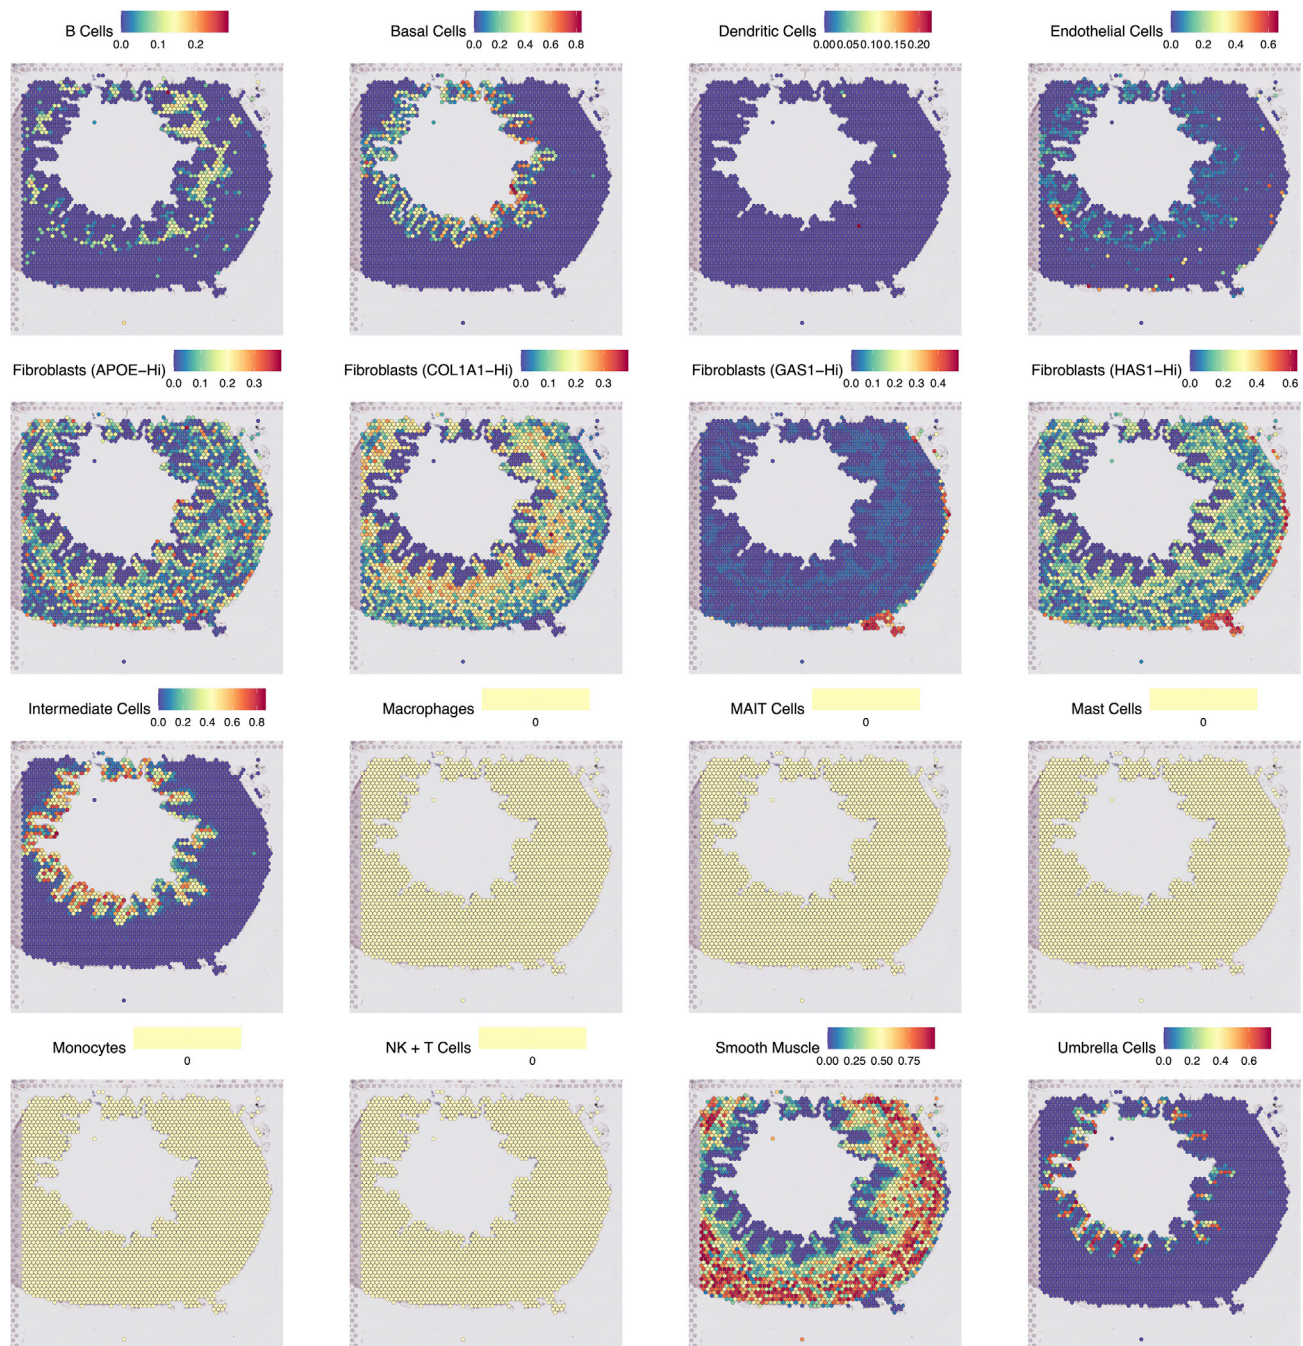 B Cells
0.0 0.1 0.2
Basal Cells
0.0 0.2 0.4 0.6 0.8
Dendritic Cells
0.000.050.100.150.20
Endothelial Cells
0.0 0.2 0.4 0.6
Fibroblasts (APOE−Hi)
0.0 0.1 0.2 0.3
Fibroblasts (COL1A1−Hi)
0.0 0.1 0.2 0.3
Fibroblasts (GAS1−Hi)
0.0 0.1 0.2 0.3 0.4
Fibroblasts (HAS1−Hi)
0.0 0.1 0.2 0.3 0.4 0.5 0.6
Intermediate Cells
0.0 0.2 0.4 0.6 0.8
Macrophages
0
MAIT Cells
0
Mast Cells
0
Monocytes
0
NK + T Cells
0
Smooth Muscle
0.00 0.25 0.50 0.75
Umbrella Cells
0.0 0.2 0.4 0.6